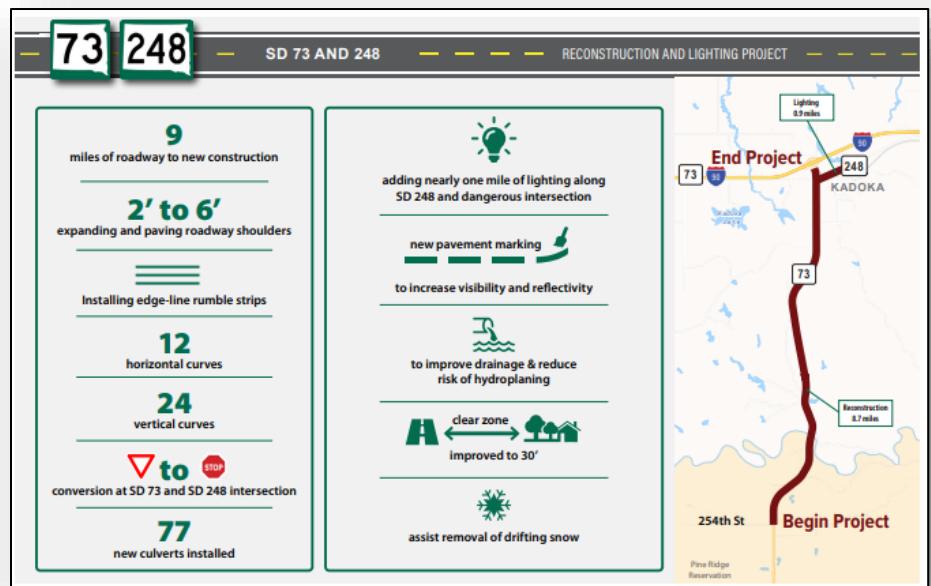 73 248 SD 73 AND 248 RECONSTRUCTION AND LIGHTING PROJECT
9
miles of roadway to new construction
2’ to 6’
expanding and paving roadway shoulders
Installing edge-line rumble strips
12
horizontal curves
24
vertical curves
to STOP
conversion at SD 73 and SD 248 intersection
77
new culverts installed
adding nearly one mile of lighting along
SD 248 and dangerous intersection
new pavement marking
to increase visibility and reflectivity
to improve drainage & reduce
risk of hydroplaning
clear zone
improved to 30’
assist removal of drifting snow
Lighting
0.9 miles
90
End Project
248
73 90
KADOKA
73
Reconstruction
8.7 miles
254th St
Begin Project
Pine Ridge
Reservation